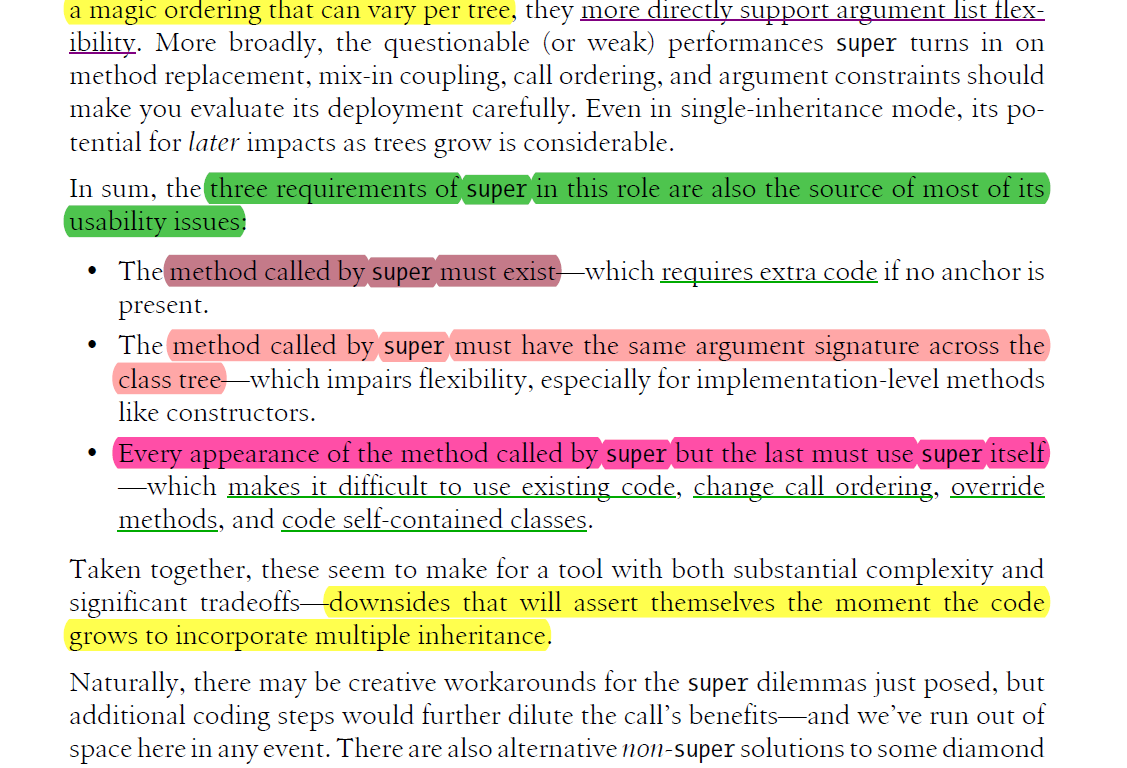 a magic ordering that can vary per tree, they more directly support argument list flex-
ibility. More broadly, the questionable (or weak) performances super turns in on
method replacement, mix-in coupling, call ordering, and argument constraints should
make you evaluate its deployment carefully. Even in single-inheritance mode, its po-
tential for later impacts as trees grow is considerable.
In sum, the three requirements of super in this role are also the source of most of its
usability issues:
• The method called by super must exist—which requires extra code if no anchor is
present.
• The method called by super must have the same argument signature across the
class tree—which impairs flexibility, especially for implementation-level methods
like constructors.
• Every appearance of the method called by super but the last must use super itself
—which makes it difficult to use existing code, change call ordering, override
methods, and code self-contained classes.
Taken together, these seem to make for a tool with both substantial complexity and
significant tradeoffs—downsides that will assert themselves the moment the code
grows to incorporate multiple inheritance.
Naturally, there may be creative workarounds for the super dilemmas just posed, but
additional coding steps would further dilute the call's benefits—and we've run out of
space here in any event. There are also alternative non-super solutions to some diamond